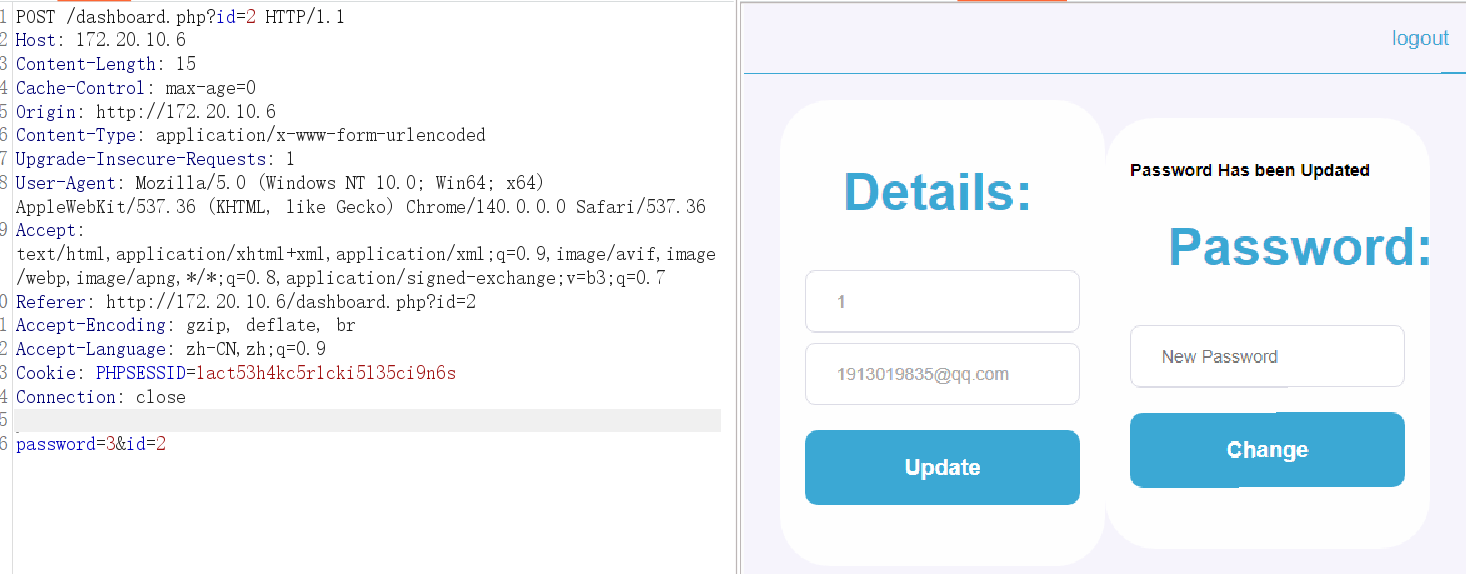 1 POST /dashboard.php?id=2 HTTP/1.1
2 Host: 172.20.10.6
3 Content-Length: 15
4 Cache-Control: max-age=0
5 Origin: http://172.20.10.6
6 Content-Type: application/x-www-form-urlencoded
7 Upgrade-Insecure-Requests: 1
8 User-Agent: Mozilla/5.0 (Windows NT 10.0; Win64; x64)
AppleWebKit/537.36 (KHTML, like Gecko) Chrome/140.0.0.0 Safari/537.36
9 Accept:
text/html,application/xhtml+xml,application/xml;q=0.9,image/avif,image
/webp,image/apng,*/*;q=0.8,application/signed-exchange;v=b3;q=0.7
0 Referer: http://172.20.10.6/dashboard.php?id=2
1 Accept-Encoding: gzip, deflate, br
2 Accept-Language: zh-CN,zh;q=0.9
3 Cookie: PHPSESSID=lact53h4kc5rlcki5l35ci9n6s
4 Connection: close
5
6 password=3&id=2
logout
Details:
1
1913019835@qq.com
Update
Password Has been Updated
Password:
New Password
Change